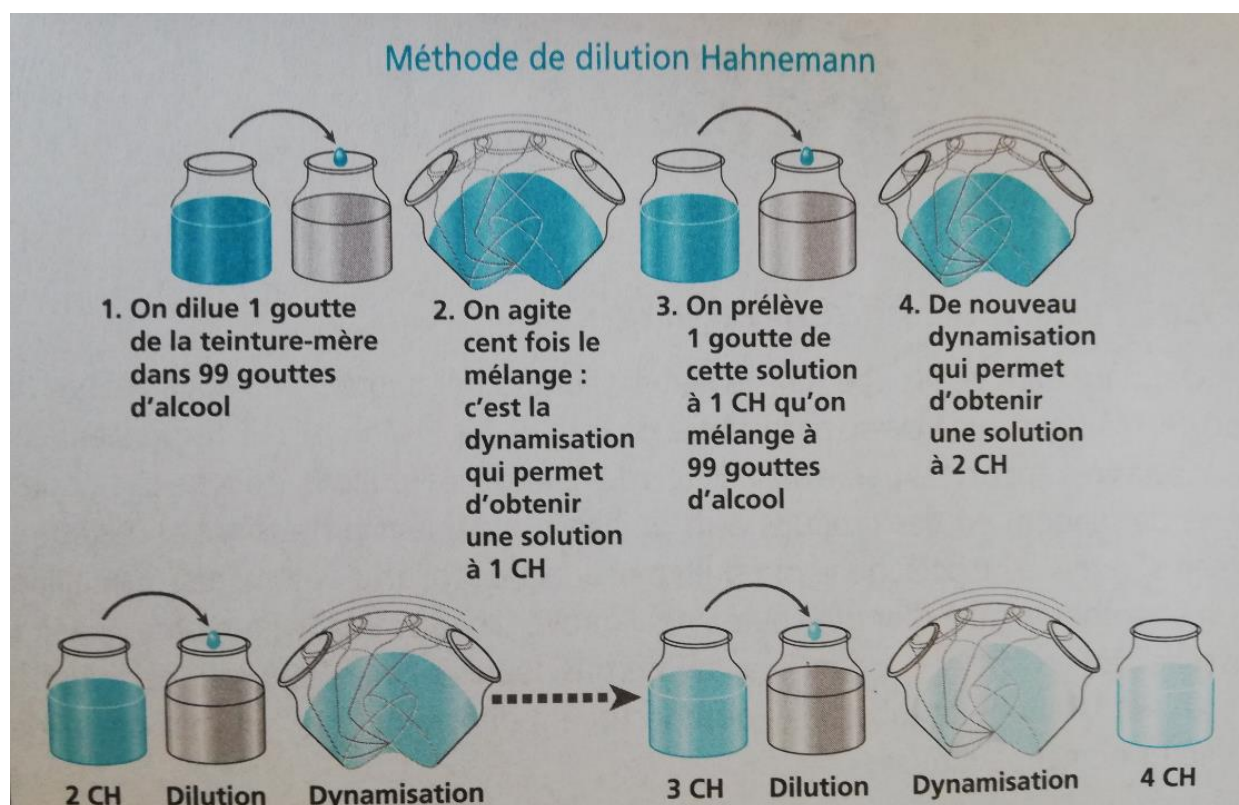 Méthode de dilution Hahnemann
1. On dilue 1 goutte
de la teinture-mère
dans 99 gouttes
d'alcool
2. On agite
cent fois le
mélange :
c'est la
dynamisation
qui permet
d'obtenir
une solution
à 1 CH
3. On prélève
1 goutte de
cette solution
à 1 CH qu'on
mélange à
99 gouttes
d'alcool
4. De nouveau
dynamisation
qui permet
d'obtenir
une solution
à 2 CH
2 CH
Dilution
Dynamisation
3 CH
Dilution
Dynamisation
4 CH